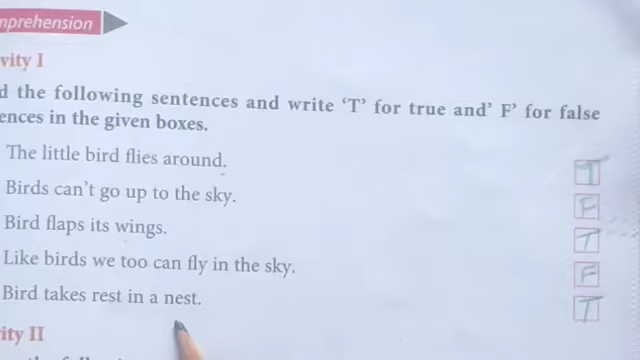 mprehension
vity I
d the following sentences and write ‘T’ for true and’ F’ for false
ences in the given boxes.
The little bird flies around. T
Birds can’t go up to the sky. F
Bird flaps its wings. T
Like birds we too can fly in the sky. F
Bird takes rest in a nest. T
ity II